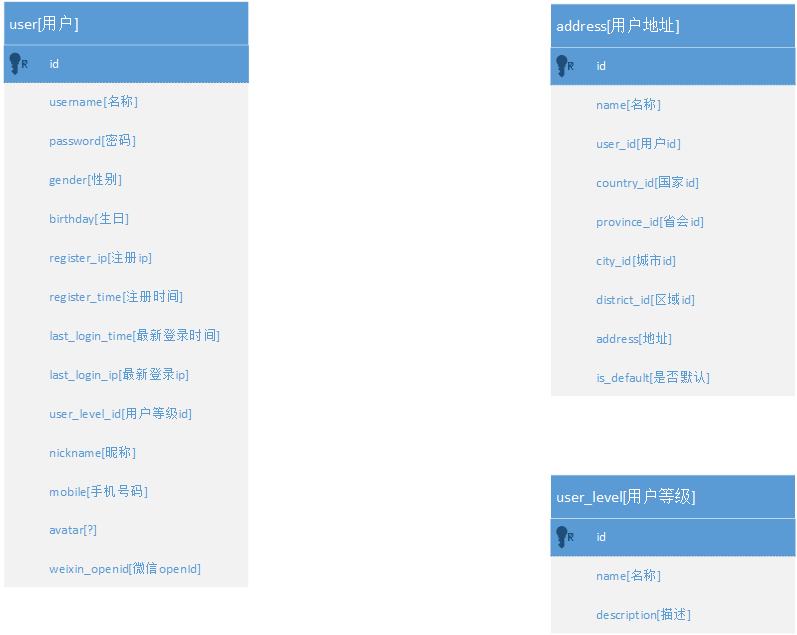 user[用户]
R id
username[名称]
password[密码]
gender[性别]
birthday[生日]
register_ip[注册ip]
register_time[注册时间]
last_login_time[最新登录时间]
last_login_ip[最新登录ip]
user_level_id[用户等级id]
nickname[昵称]
mobile[手机号码]
avatar[?]
weixin_openid[微信openId]
address[用户地址]
R id
name[名称]
user_id[用户id]
country_id[国家id]
province_id[省会id]
city_id[城市id]
district_id[区域id]
address[地址]
is_default[是否默认]
user_level[用户等级]
R id
name[名称]
description[描述]